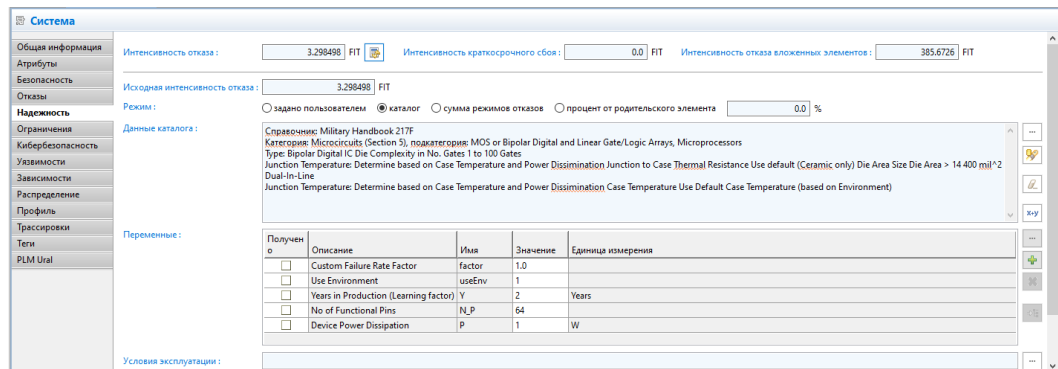 Система
Общая информация
Атрибуты
Безопасность
Отказы
Надежность
Ограничения
Кибербезопасность
Уязвимости
Зависимости
Распределение
Профиль
Трассировки
Теги
PLM Ural
Интенсивность отказа : 3.298498 FIT Интенсивность краткосрочного сбоя : 0.0 FIT Интенсивность отказа вложенных элементов : 385.6726 FIT
Исходная интенсивность отказа : 3.298498 FIT
Режим : задано пользователем каталог сумма режимов отказов процент от родительского элемента 0.0 %
Данные каталога :
Справочник: Military Handbook 217F
Категория: Microcircuits (Section 5), подкатегория: MOS or Bipolar Digital and Linear Gate/Logic Arrays, Microprocessors
Type: Bipolar Digital IC Die Complexity in No. Gates 1 to 100 Gates
Junction Temperature: Determine based on Case Temperature and Power Dissimination Junction to Case Thermal Resistance Use default (Ceramic only) Die Area Size Die Area > 14 400 mil^2
Dual-In-Line
Junction Temperature: Determine based on Case Temperature and Power Dissimination Case Temperature Use Default Case Temperature (based on Environment)
...
x+y
Переменные :
Получен
о Описание Имя Значение Единица измерения
Custom Failure Rate Factor factor 1.0
Use Environment useEnv 1
Years in Production (Learning factor) Y 2 Years
No of Functional Pins N_P 64
Device Power Dissipation P 1 W
...
Условия эксплуатации :
...